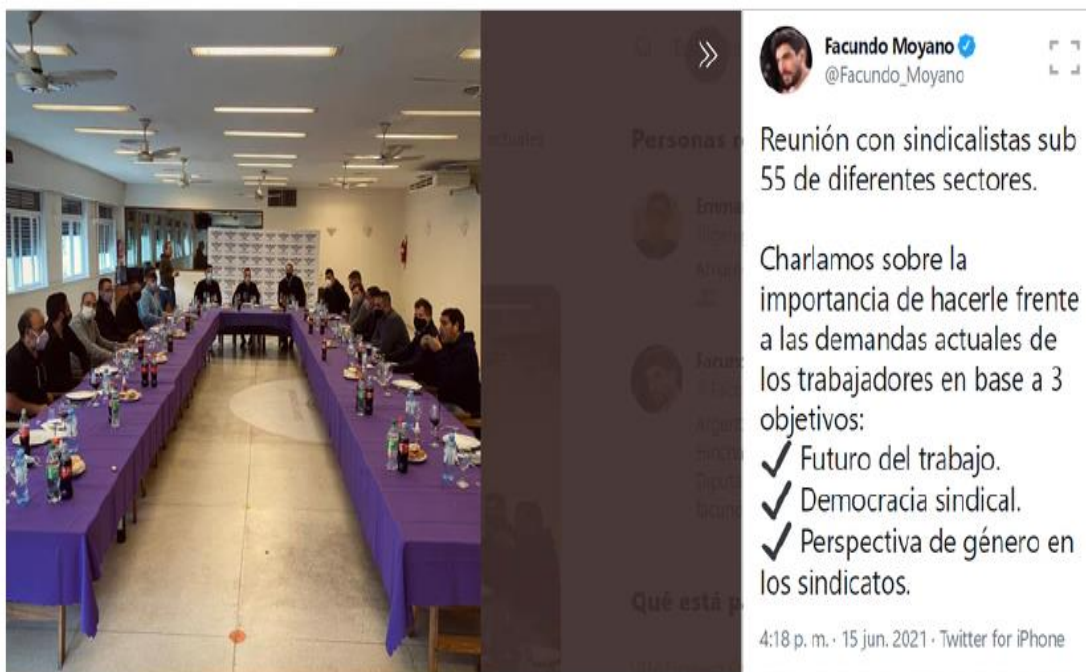 Facundo Moyano
@Facundo_Moyano
Reunión con sindicalistas sub
55 de diferentes sectores.
Charlamos sobre la
importancia de hacerle frente
a las demandas actuales de
los trabajadores en base a 3
objetivos:
✓ Futuro del trabajo.
✓ Democracia sindical.
✓ Perspectiva de género en
los sindicatos.
4:18 p. m. · 15 jun. 2021 · Twitter for iPhone
actuales
Personas
Qué está